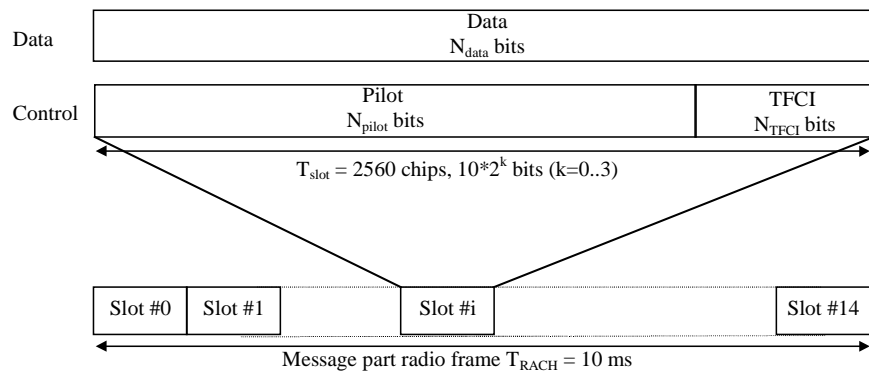 Data
Data
N_data bits
Control
Pilot
N_pilot bits
TFCI
N_TFCI bits
T_slot = 2560 chips, 10*2^k bits (k=0..3)
Slot #0 Slot #1 Slot #i Slot #14
Message part radio frame T_RACH = 10 ms